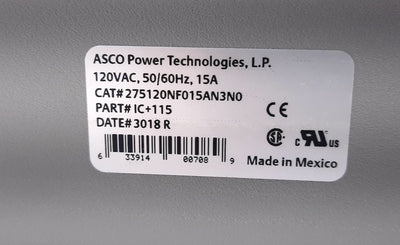 ASCO Power Technologies, L.P.
120VAC, 50/60Hz, 15A
CAT# 275120NF015AN3N0
PART# IC+115
CE
DATE# 3018 R
6 33914 00708 9
c UL us
Made in Mexico